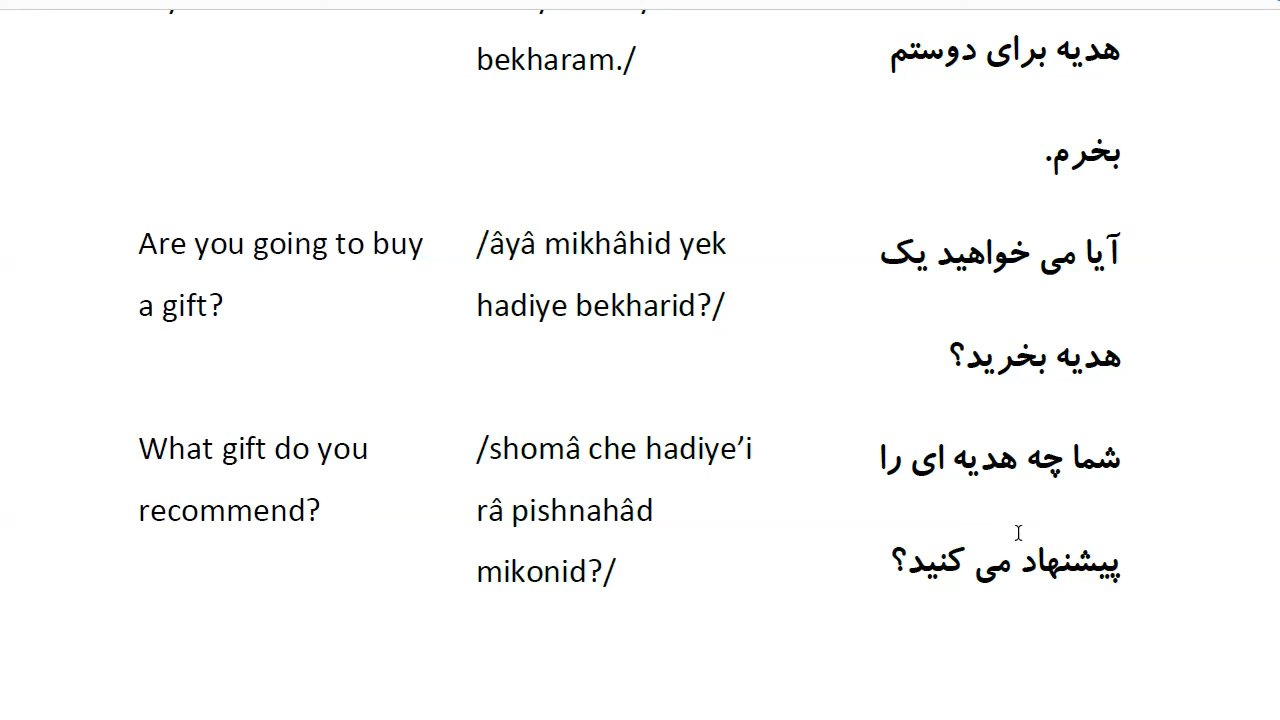 bekharam./
هدیه برای دوستم
بخرم.
Are you going to buy
a gift?
/âyâ mikhâhid yek
hadiye bekharid?/
آیا می خواهید یک
هدیه بخرید؟
What gift do you
recommend?
/shomâ che hadiye’i
râ pishnahâd
mikonid?/
شما چه هدیه ای را
پیشنهاد می کنید؟